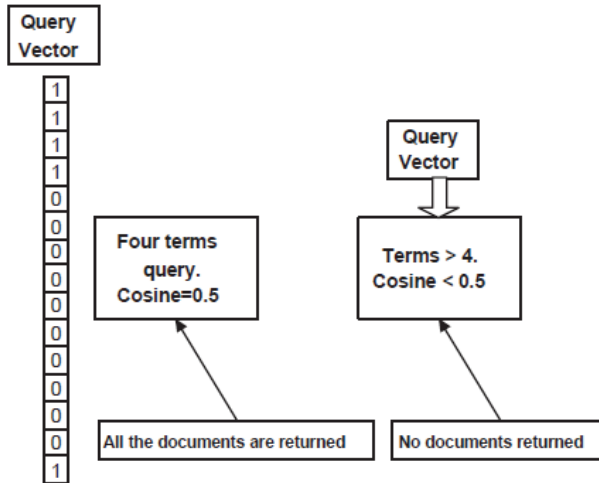 Query
Vector
1
1
1
1
0
0
0
0
0
0
0
0
0
1
Query
Vector
Four terms
query.
Cosine=0.5
Terms > 4.
Cosine < 0.5
All the documents are returned
No documents returned